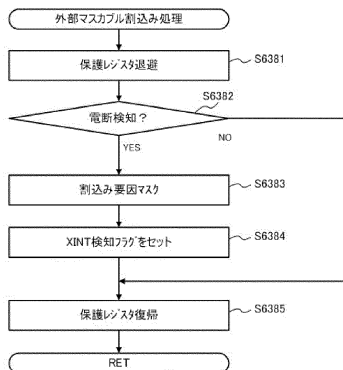 外部マスカブル割込み処理
保護レジスタ退避
S6381
電断検知?
S6382
YES
NO
割込み要因マスク
S6383
XINT検知フラグをセット
S6384
保護レジスタ復帰
S6385
RET